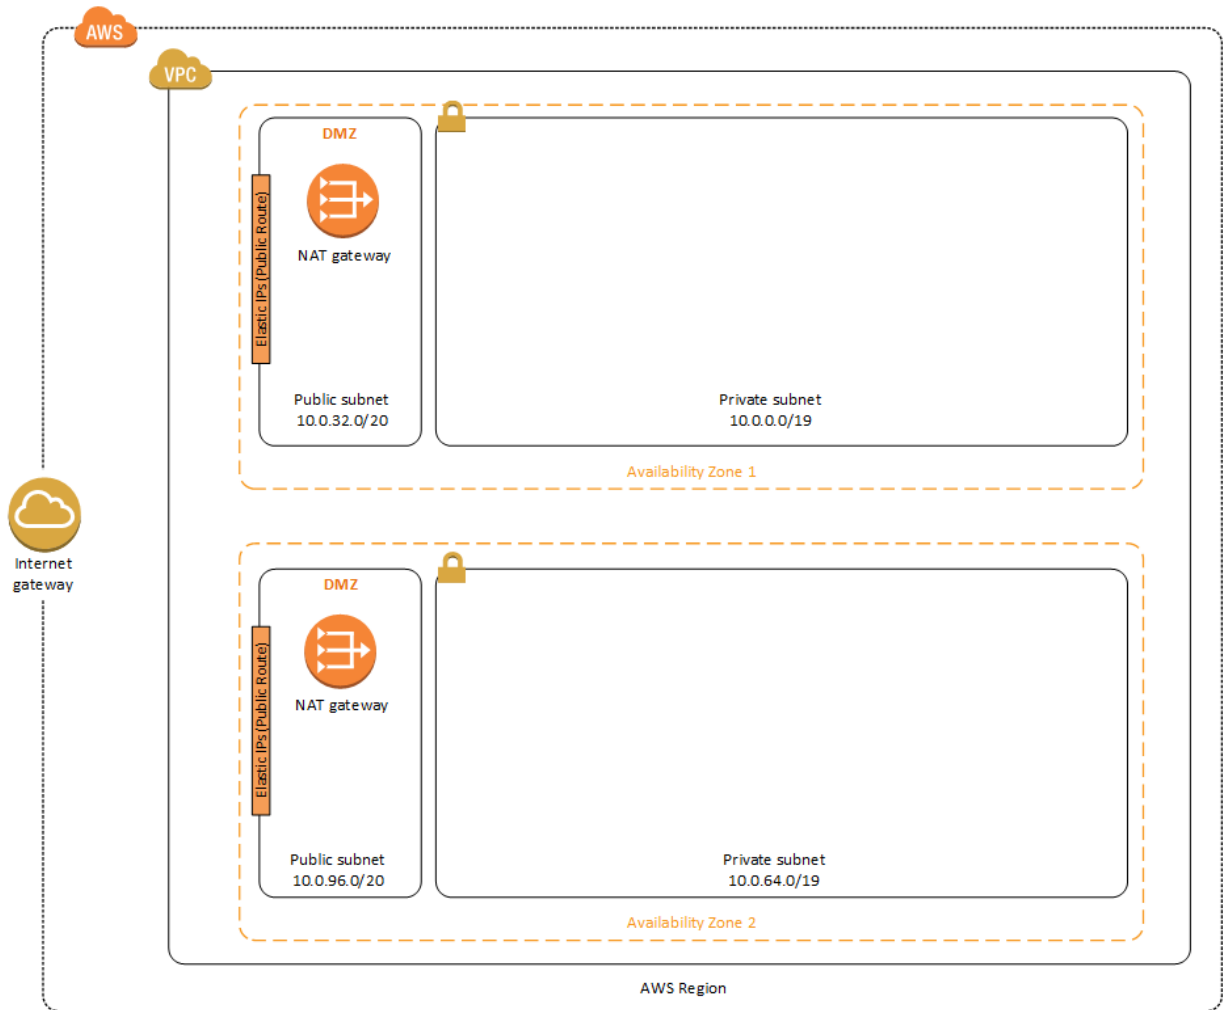 AWS
VPC
DMZ
NAT gateway
Elastic IPs (Public Route)
Public subnet
10.0.32.0/20
Private subnet
10.0.0.0/19
Availability Zone 1
Internet
gateway
DMZ
NAT gateway
Elastic IPs (Public Route)
Public subnet
10.0.96.0/20
Private subnet
10.0.64.0/19
Availability Zone 2
AWS Region